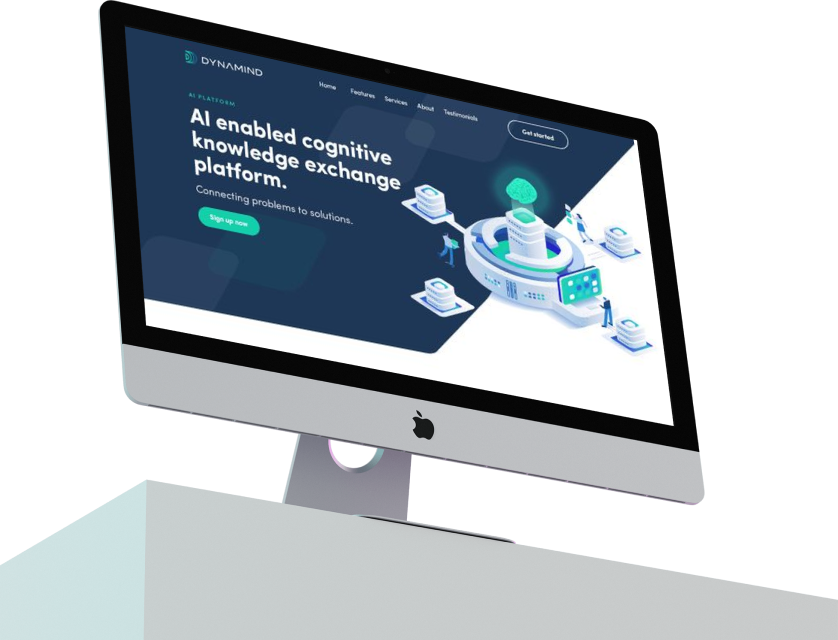 DYNAMIND
Home Features Services About Testimonials
Get started
AI PLATFORM
AI enabled cognitive
knowledge exchange
platform.
Connecting problems to solutions.
Sign up now